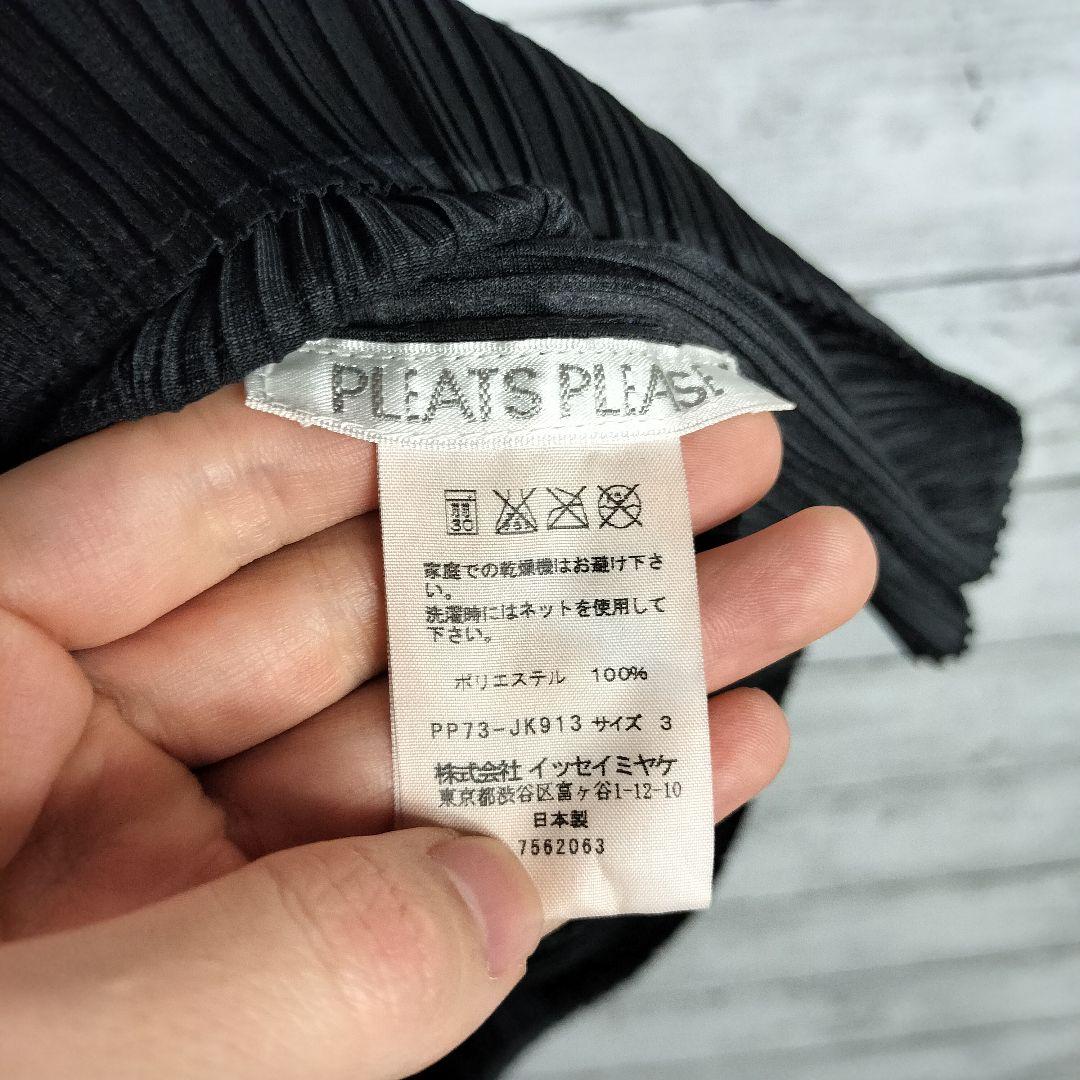 PLEATS PLEASE
30
家庭での乾燥機はお避け下さ
い。
洗濯時にはネットを使用して
下さい。
ポリエステル 100%
PP73-JK913 サイズ 3
株式会社 イッセイミヤケ
東京都渋谷区富ヶ谷1-12-10
日本製
7562063